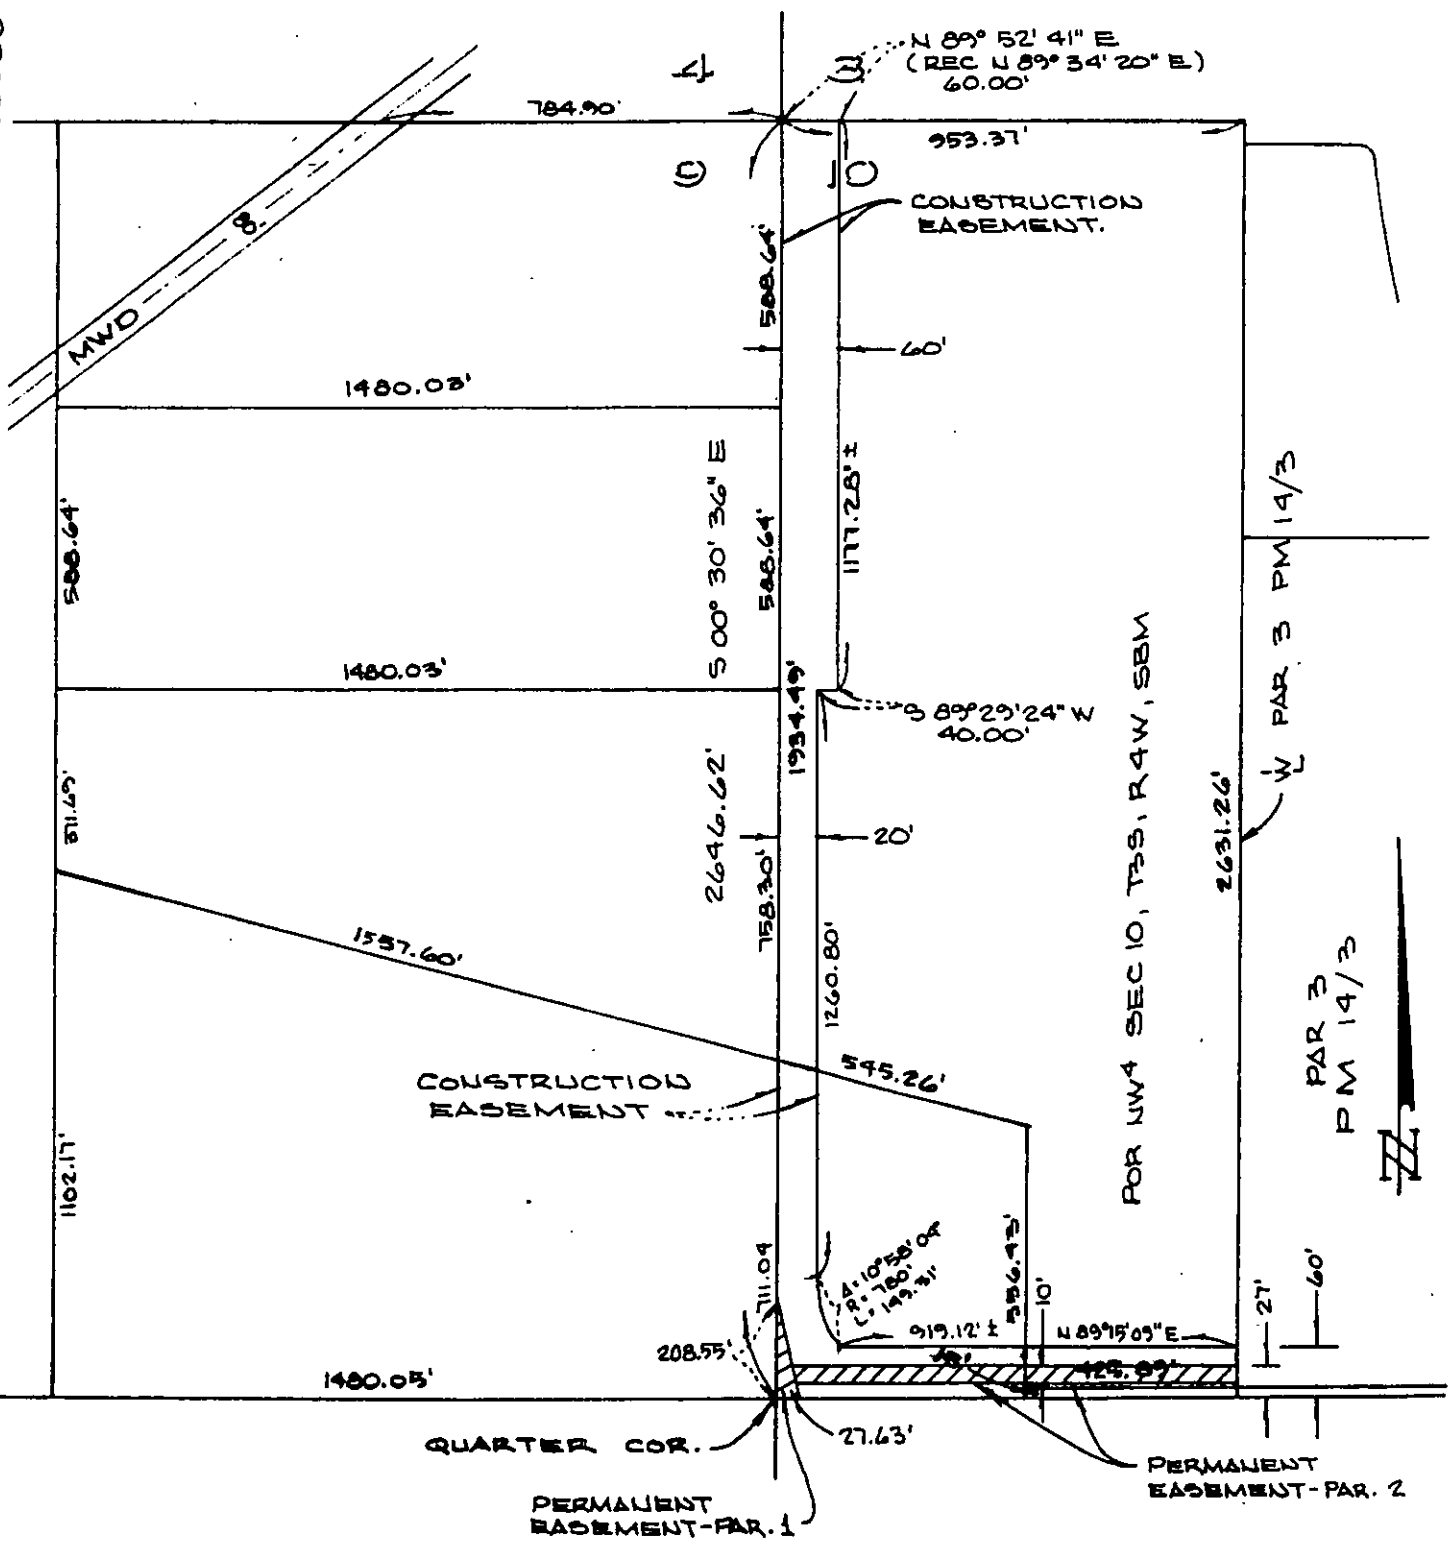 N 89° 52' 41" E
(REC N 89° 34' 20" E)
60.00'
4
3
784.90'
953.37'
9
10
CONSTRUCTION
EASEMENT.
8.
MWD
588.64'
60'
1480.03'
588.64'
S 00° 30' 36" E
588.64'
1177.28' ±
1480.03'
S 89° 29' 24" W
40.00'
1934.49'
POR NW4 SEC 10, T3S, R4W, SBM
W L PAR 3 PM 14/3
371.69'
2646.62'
758.30'
20'
2631.26'
1557.60'
1260.80'
545.26'
PAR 3
PM 14/3
CONSTRUCTION
EASEMENT
N
1102.17'
711.04
Δ=10°58'04"
R=780'
L=149.31'
556.43'
10'
27'
60'
919.12' ±
N 89°15'09" E
208.55'
425.89'
1480.05'
QUARTER COR.
27.63'
PERMANENT
EASEMENT-PAR. 2
PERMANENT
EASEMENT-PAR. 1